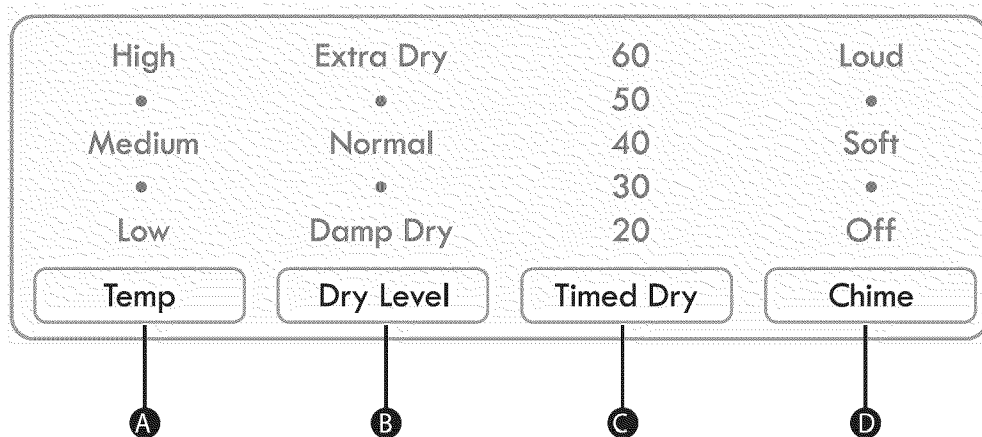 High Extra Dry 60 Loud
• • 50 •
Medium Normal 40 Soft
• • 30 •
Low Damp Dry 20 Off
Temp Dry Level Timed Dry Chime
A B C D